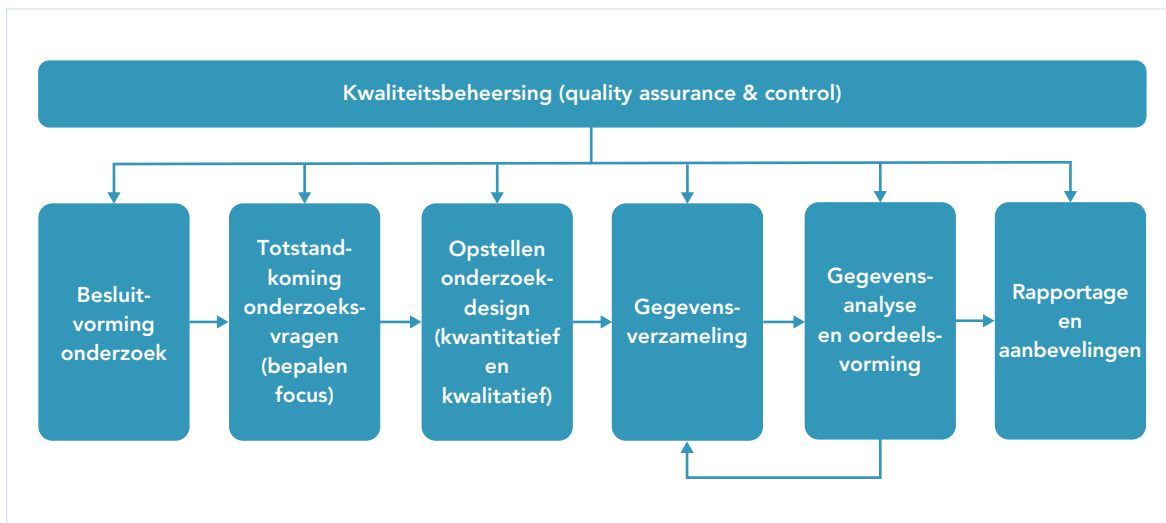 Kwaliteitsbeheersing (quality assurance & control)
Besluit-
vorming
onderzoek
Totstand-
koming
onderzoeks-
vragen
(bepalen
focus)
Opstellen
onderzoek-
design
(kwantitatief
en
kwalitatief)
Gegevens-
verzameling
Gegevens-
analyse
en oordeels-
vorming
Rapportage
en
aanbevelingen